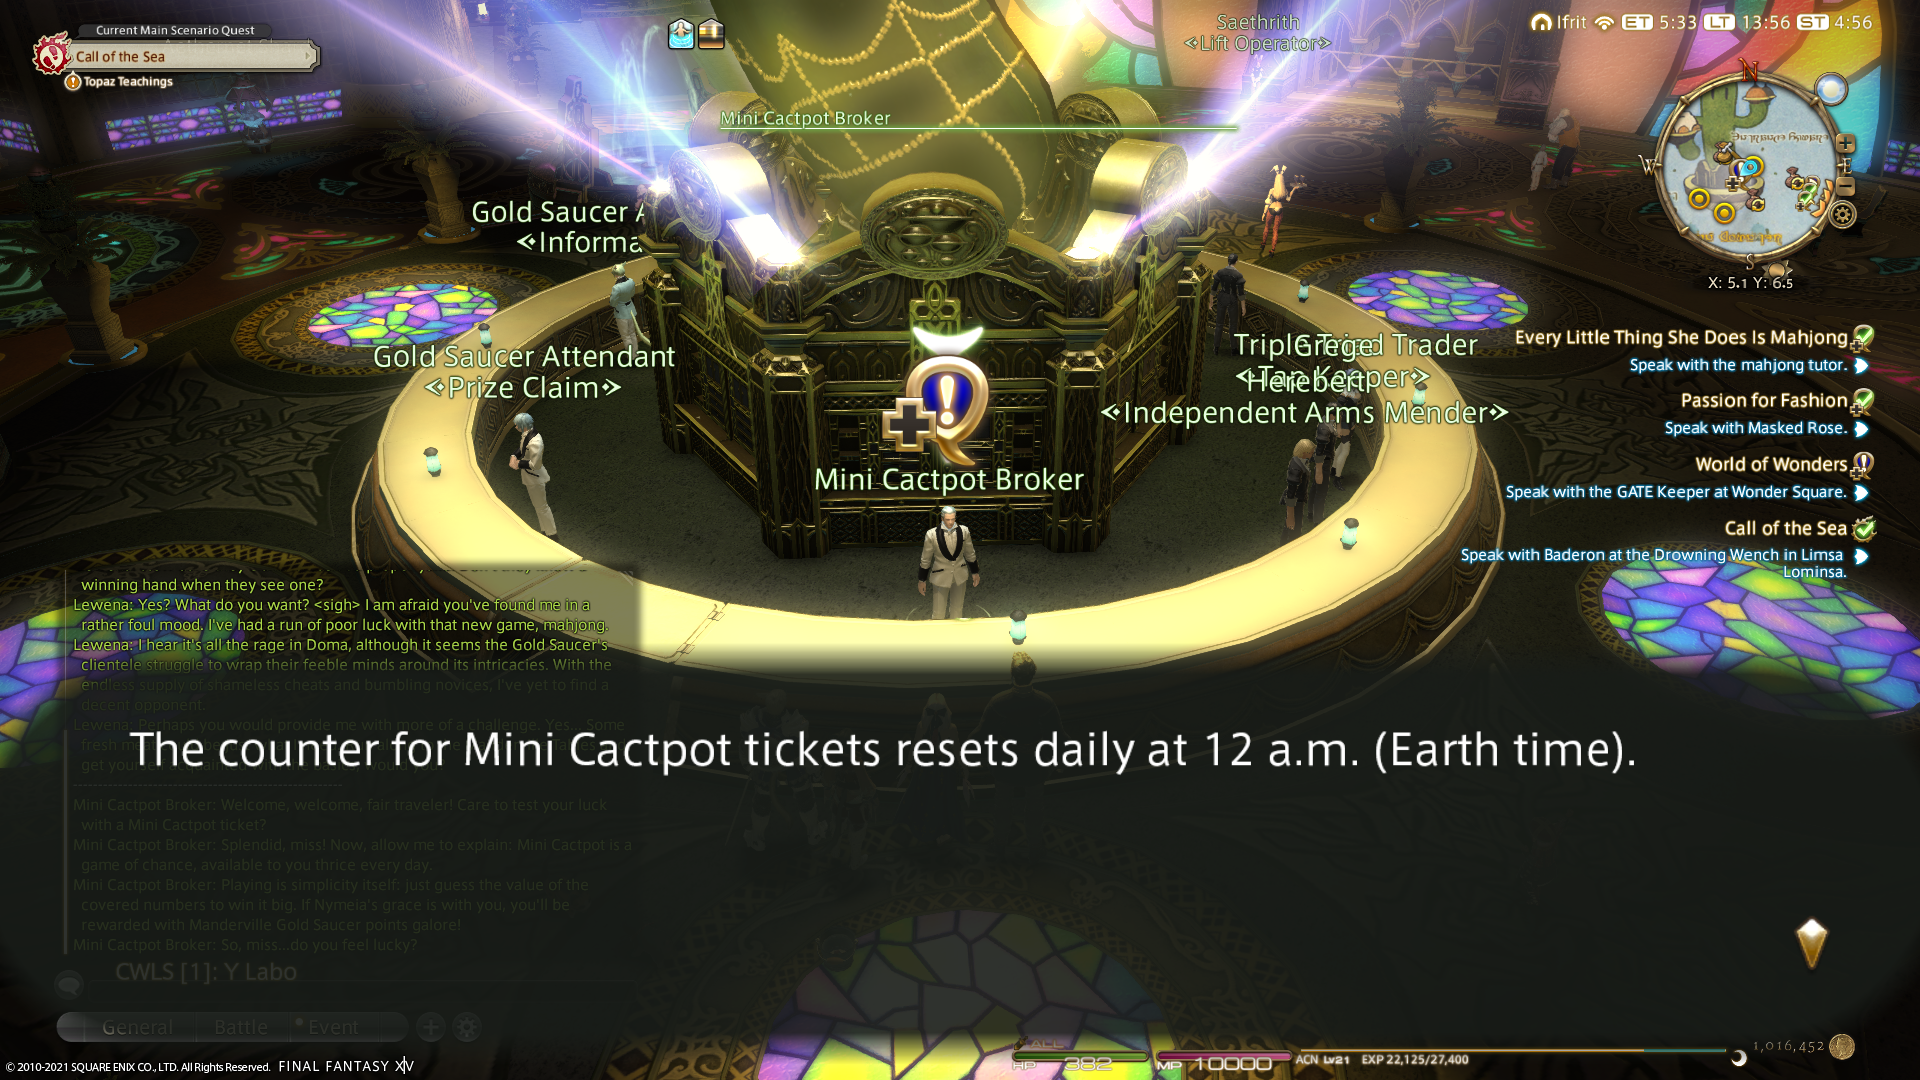 Current Main Scenario Quest
Call of the Sea
Topaz Teachings
Saethrith
«Lift Operator»
Ifrit ET 5:33 LT 13:56 ST 4:56
Mini Cactpot Broker
N
W
E
S
X: 5.1 Y: 6.5
Gold Saucer A
«Informa
Gold Saucer Attendant
«Prize Claim»
Triple Triad Trader
«Tap Keeper»
Herebert
«Independent Arms Mender»
Mini Cactpot Broker
Every Little Thing She Does Is Mahjong
Speak with the mahjong tutor.
Passion for Fashion
Speak with Masked Rose.
World of Wonders
Speak with the GATE Keeper at Wonder Square.
Call of the Sea
Speak with Baderon at the Drowning Wench in Limsa
Lominsa.
winning hand when they see one?
Lewena: Yes? What do you want? <sigh> I am afraid you've found me in a
rather foul mood. I've had a run of poor luck with that new game, mahjong.
Lewena: I hear it's all the rage in Doma, although it seems the Gold Saucer's
clientele struggle to wrap their feeble minds around its intricacies. With the
endless supply of shameless cheats and bumbling novices, I've yet to find a
decent opponent.
Lewena: Perhaps you would provide me with more of a challenge. Yes... Some
fresh
get yourself
The counter for Mini Cactpot tickets resets daily at 12 a.m. (Earth time).
Mini Cactpot Broker: Welcome, welcome, fair traveler! Care to test your luck
with a Mini Cactpot ticket?
Mini Cactpot Broker: Splendid, miss! Now, allow me to explain: Mini Cactpot is a
game of chance, available to you thrice every day.
Mini Cactpot Broker: Playing is simplicity itself: just guess the value of the
covered numbers to win it big. If Nymeia's grace is with you, you'll be
rewarded with Manderville Gold Saucer points galore!
Mini Cactpot Broker: So, miss...do you feel lucky?
CWLS [1]: Y Labo
General Battle Event
© 2010-2021 SQUARE ENIX CO., LTD. All Rights Reserved. FINAL FANTASY XIV
HP 382 MP 10000 ACN Lv21 EXP 22,125/27,400
1,016,452